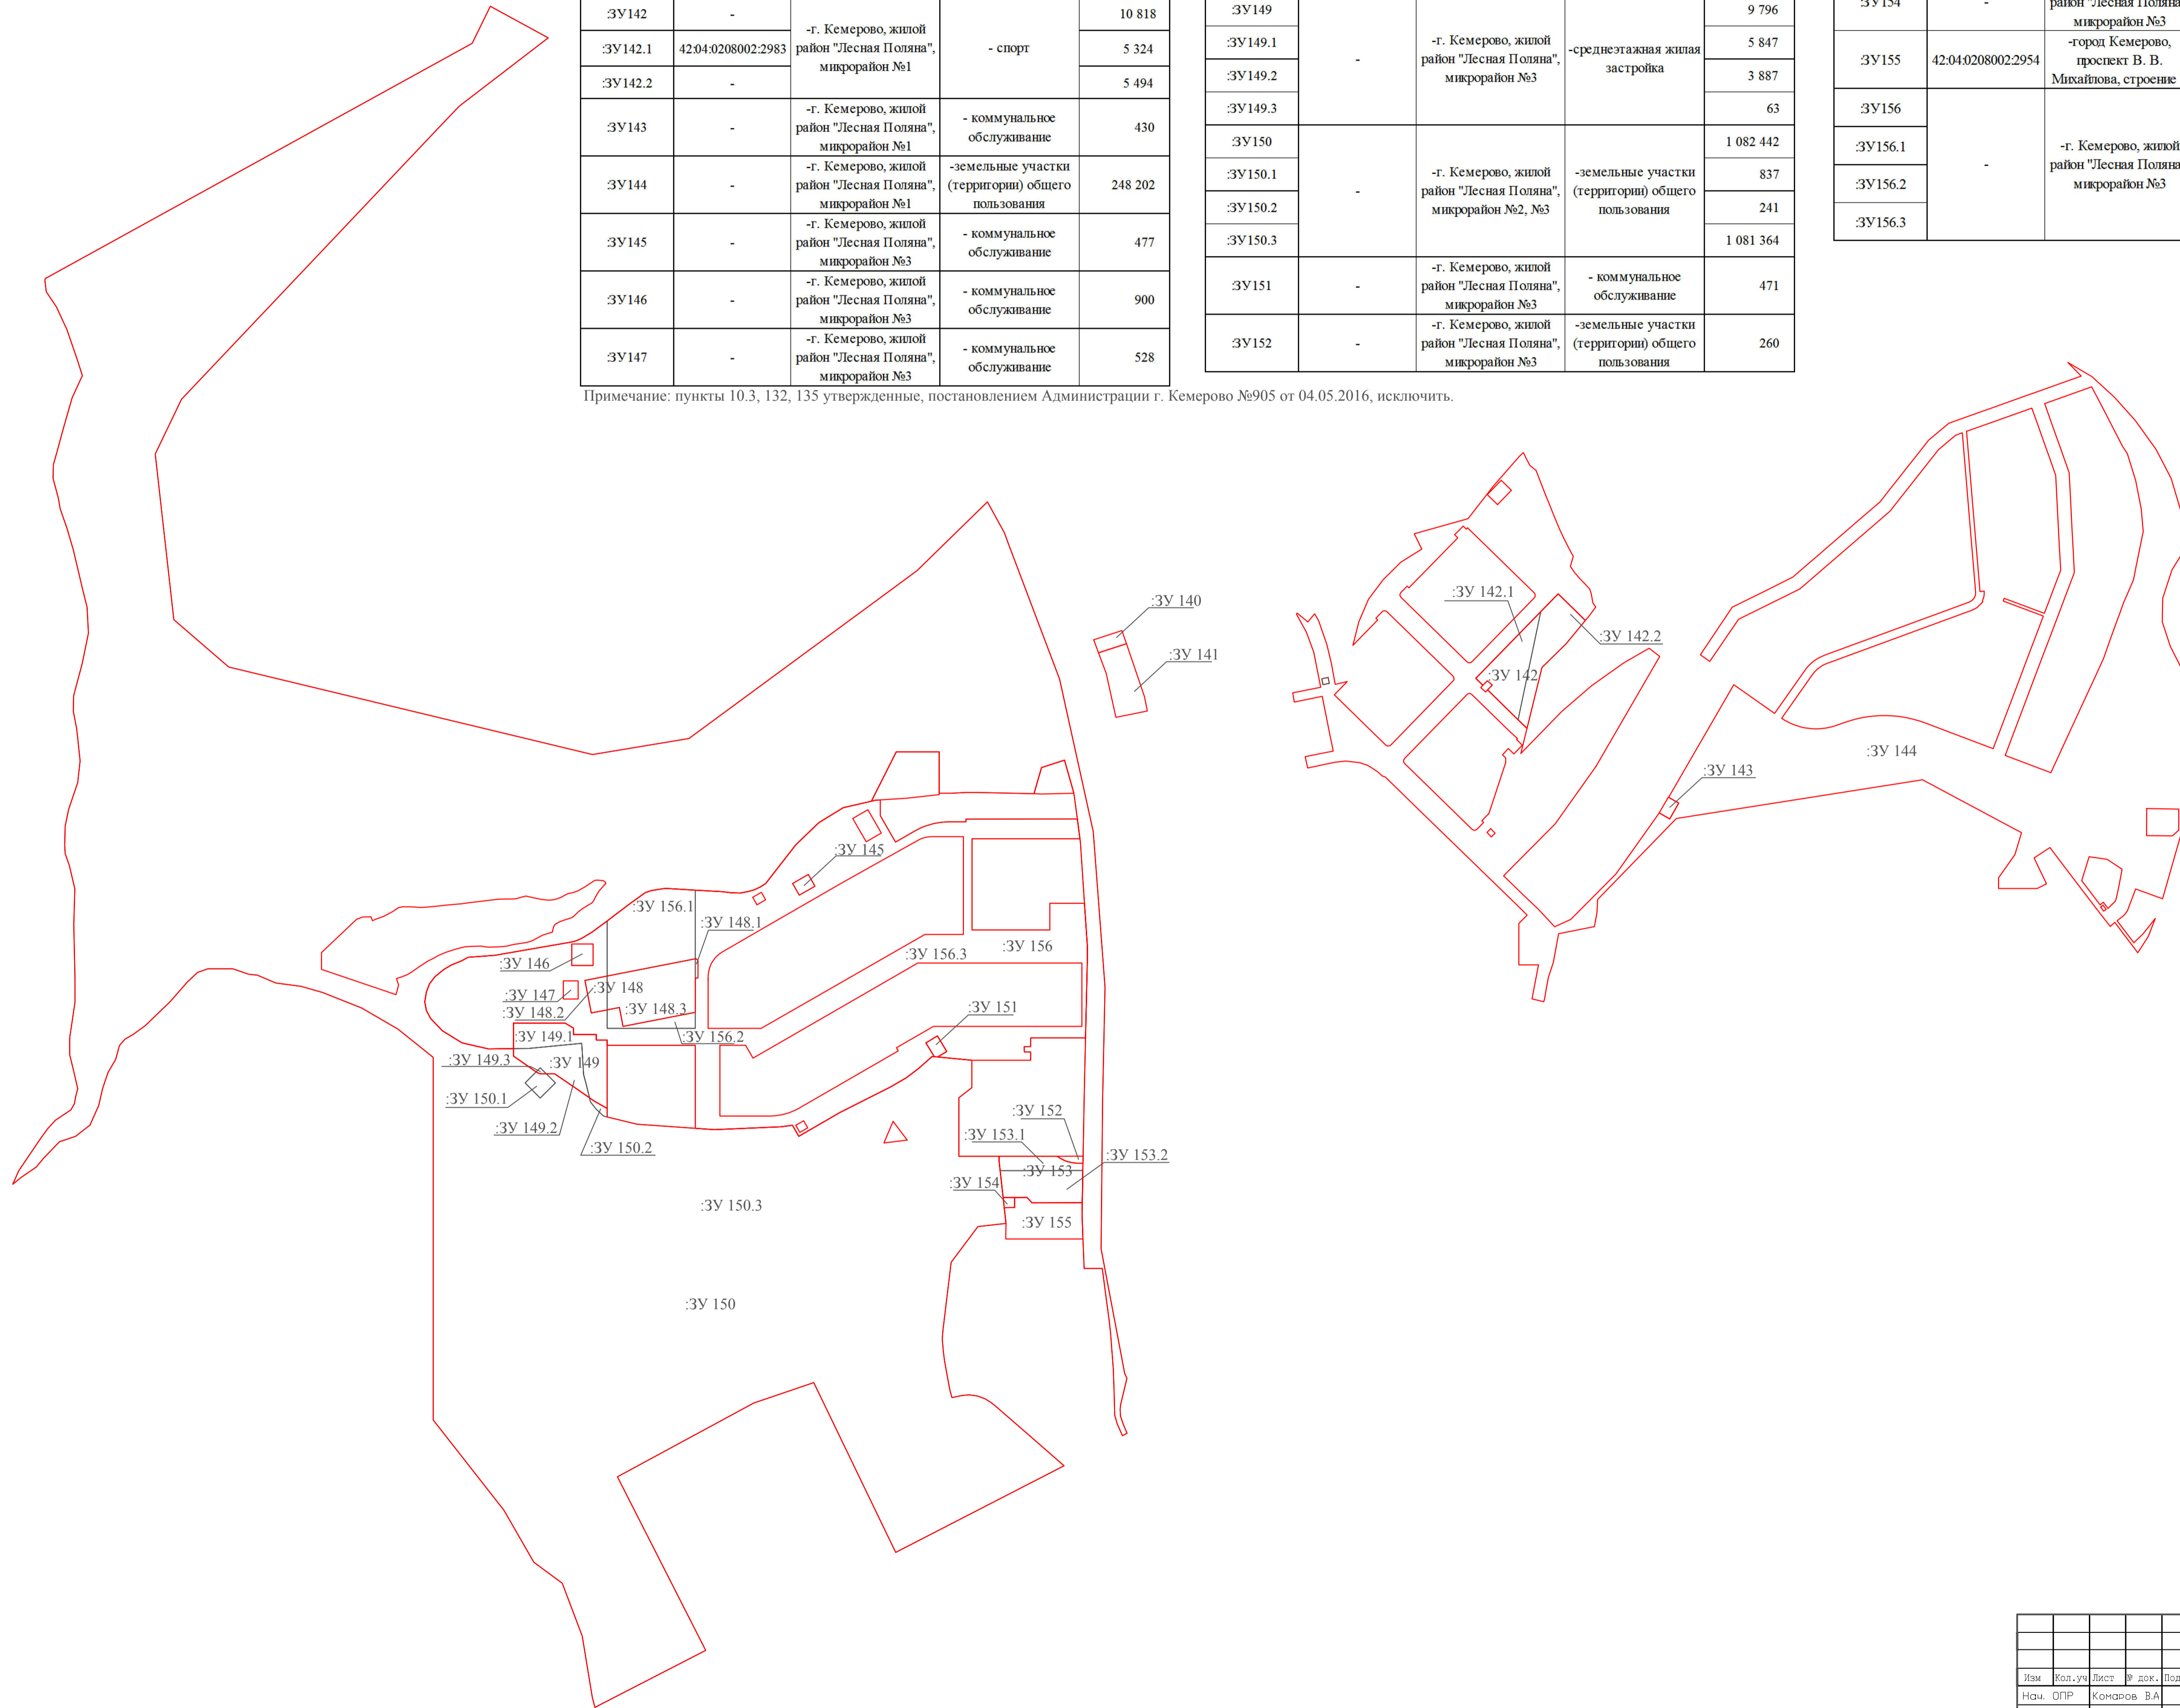 :ЗУ142 - 10 818
-г. Кемерово, жилой
район "Лесная Поляна",
микрорайон №1
- спорт
:ЗУ142.1 42:04:0208002:2983 5 324
:ЗУ142.2 - 5 494
:ЗУ143 -
-г. Кемерово, жилой
район "Лесная Поляна",
микрорайон №1
- коммунальное
обслуживание
430
:ЗУ144 -
-г. Кемерово, жилой
район "Лесная Поляна",
микрорайон №1
-земельные участки
(территории) общего
пользования
248 202
:ЗУ145 -
-г. Кемерово, жилой
район "Лесная Поляна",
микрорайон №3
- коммунальное
обслуживание
477
:ЗУ146 -
-г. Кемерово, жилой
район "Лесная Поляна",
микрорайон №3
- коммунальное
обслуживание
900
:ЗУ147 -
-г. Кемерово, жилой
район "Лесная Поляна",
микрорайон №3
- коммунальное
обслуживание
528
:ЗУ149 9 796
:ЗУ149.1 5 847
-
-г. Кемерово, жилой
район "Лесная Поляна",
микрорайон №3
-среднеэтажная жилая
застройка
:ЗУ149.2 3 887
:ЗУ149.3 63
:ЗУ150 1 082 442
:ЗУ150.1 837
-
-г. Кемерово, жилой
район "Лесная Поляна",
микрорайон №2, №3
-земельные участки
(территории) общего
пользования
:ЗУ150.2 241
:ЗУ150.3 1 081 364
:ЗУ151 -
-г. Кемерово, жилой
район "Лесная Поляна",
микрорайон №3
- коммунальное
обслуживание
471
:ЗУ152 -
-г. Кемерово, жилой
район "Лесная Поляна",
микрорайон №3
-земельные участки
(территории) общего
пользования
260
:ЗУ154 -
район "Лесная Поляна
микрорайон №3
:ЗУ155 42:04:0208002:2954
-город Кемерово,
проспект В. В.
Михайлова, строение
:ЗУ156
:ЗУ156.1
-
-г. Кемерово, жилой
район "Лесная Поляна
микрорайон №3
:ЗУ156.2
:ЗУ156.3
Примечание: пункты 10.3, 132, 135 утвержденные, постановлением Администрации г. Кемерово №905 от 04.05.2016, исключить.
:ЗУ 140
:ЗУ 141
:ЗУ 142.1
:ЗУ 142.2
:ЗУ 142
:ЗУ 144
:ЗУ 143
:ЗУ 145
:ЗУ 156.1
:ЗУ 148.1
:ЗУ 156
:ЗУ 156.3
:ЗУ 146
:ЗУ 148
:ЗУ 147
:ЗУ 148.2
:ЗУ 148.3
:ЗУ 151
:ЗУ 149.1
:ЗУ 156.2
:ЗУ 149.3
:ЗУ 149
:ЗУ 150.1
:ЗУ 149.2
:ЗУ 150.2
:ЗУ 152
:ЗУ 153.1
:ЗУ 153.2
:ЗУ 153
:ЗУ 154
:ЗУ 150.3
:ЗУ 155
:ЗУ 150
Изм Кол.уч Лист № док. Под
Нач. ОПР Комаров В.А